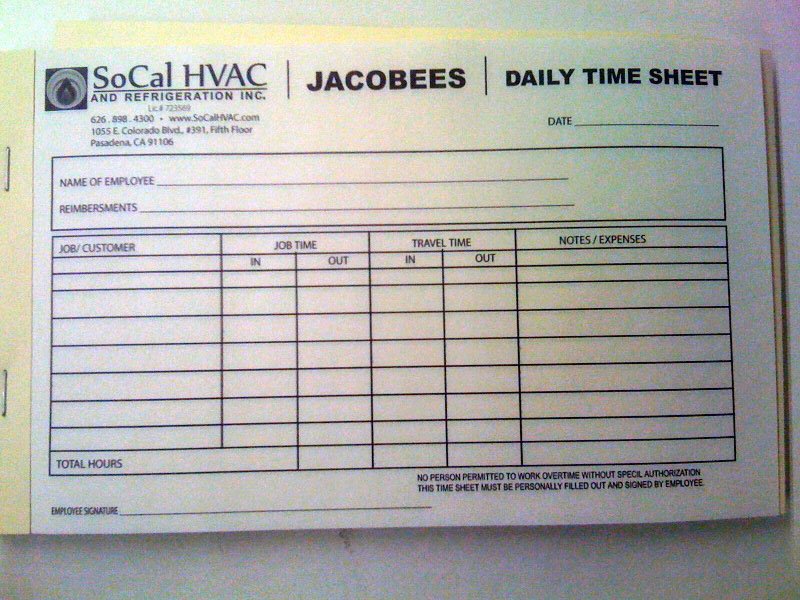 SoCal HVAC | JACOBEES | DAILY TIME SHEET
AND REFRIGERATION INC.
Lic.# 723569
626 . 898 . 4300 • www.SoCalHVAC.com
1055 E. Colorado Blvd., #391, Fifth Floor
Pasadena, CA 91106
DATE
NAME OF EMPLOYEE
REIMBERSMENTS
JOB/ CUSTOMER JOB TIME TRAVEL TIME NOTES / EXPENSES
IN OUT IN OUT
TOTAL HOURS
NO PERSON PERMITTED TO WORK OVERTIME WITHOUT SPECIL AUTHORIZATION
THIS TIME SHEET MUST BE PERSONALLY FILLED OUT AND SIGNED BY EMPLOYEE.
EMPLOYEE SIGNATURE